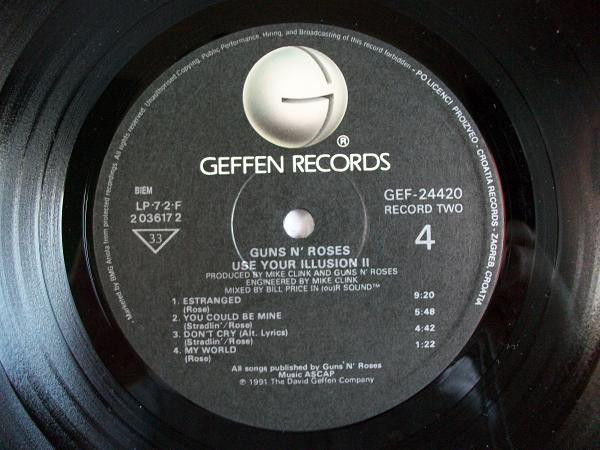 Marketed by BMG Ariola from protected recordings. All rights reserved. Unauthorised Copying, Public Performance, Hiring, and Broadcasting of this record forbidden - PO LICENCI PROIZVEO - CROATIA RECORDS - ZAGREB, CROATIA
G
®
GEFFEN RECORDS
BIEM
LP·7·2·F
2 03617 2
33
GEF-24420
RECORD TWO
4
GUNS N' ROSES
USE YOUR ILLUSION II
PRODUCED BY MIKE CLINK AND GUNS N' ROSES
ENGINEERED BY MIKE CLINK
MIXED BY BILL PRICE IN (ou)R SOUND™
1. ESTRANGED 9:20
(Rose)
2. YOU COULD BE MINE 5:48
(Stradlin'/Rose)
3. DON'T CRY (Alt. Lyrics) 4:42
(Stradlin'/Rose)
4. MY WORLD 1:22
(Rose)
All songs published by Guns N' Roses
Music ASCAP
℗ 1991 The David Geffen Company